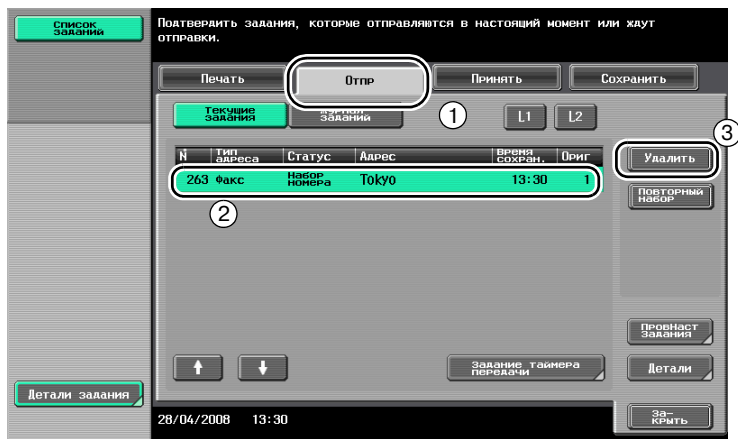 Список
заданий
Подтвердить задания, которые отправляются в настоящий момент или ждут
отправки.
Печать
Отпр
Принять
Сохранить
Текущие
задания
Журнал
заданий
1
L1
L2
3
N Тип адреса Статус Адрес Время сохран. Ориг
263 Факс Набор номера Tokyo 13:30 1
2
Удалить
Повторный
набор
ПровНаст
Задания
Задание таймера
передачи
Детали
Детали задания
28/04/2008 13:30
За-
крыть